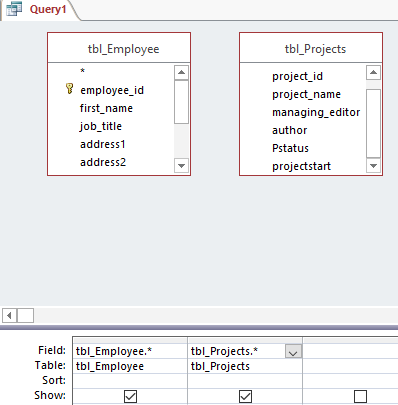 Query1
tbl_Employee
*
employee_id
first_name
job_title
address1
address2
tbl_Projects
project_id
project_name
managing_editor
author
Pstatus
projectstart
Field: tbl_Employee.* tbl_Projects.*
Table: tbl_Employee tbl_Projects
Sort:
Show: